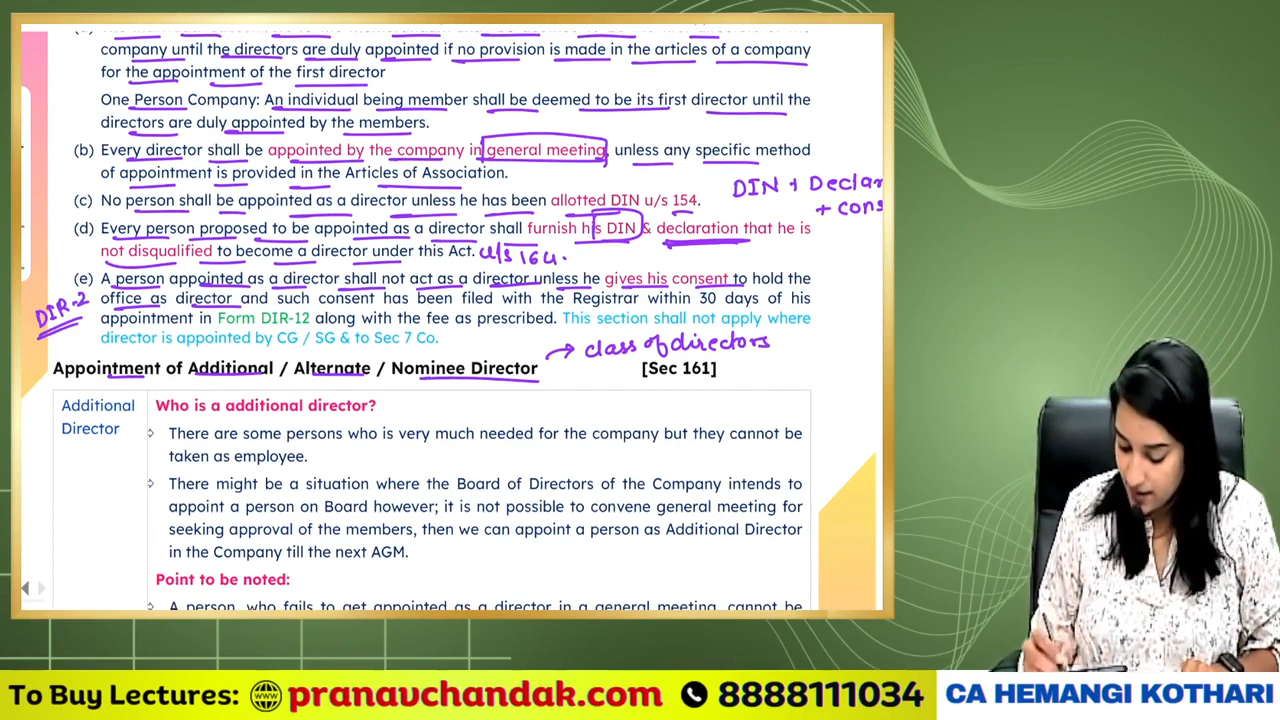 company until the directors are duly appointed if no provision is made in the articles of a company
for the appointment of the first director
One Person Company: An individual being member shall be deemed to be its first director until the
directors are duly appointed by the members.
(b) Every director shall be appointed by the company in general meeting, unless any specific method
of appointment is provided in the Articles of Association.
DIN + Declar
+ cons
(c) No person shall be appointed as a director unless he has been allotted DIN u/s 154.
(d) Every person proposed to be appointed as a director shall furnish his DIN & declaration that he is
not disqualified to become a director under this Act. u/s 164.
(e) A person appointed as a director shall not act as a director unless he gives his consent to hold the
office as director and such consent has been filed with the Registrar within 30 days of his
DIR-2
appointment in Form DIR-12 along with the fee as prescribed. This section shall not apply where
director is appointed by CG / SG & to Sec 7 Co.
→ class of directors
Appointment of Additional / Alternate / Nominee Director [Sec 161]
Additional
Director
Who is a additional director?
There are some persons who is very much needed for the company but they cannot be
taken as employee.
There might be a situation where the Board of Directors of the Company intends to
appoint a person on Board however; it is not possible to convene general meeting for
seeking approval of the members, then we can appoint a person as Additional Director
in the Company till the next AGM.
Point to be noted:
A person, who fails to get appointed as a director in a general meeting, cannot be
To Buy Lectures: pranavchandak.com 8888111034 CA HEMANGI KOTHARI